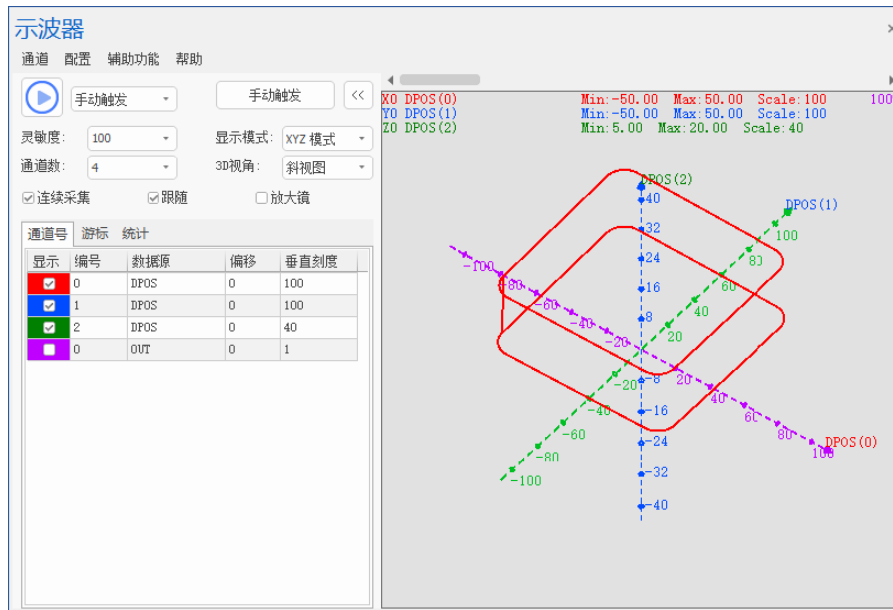 示波器
通道 配置 辅助功能 帮助
手动触发 手动触发 <<
灵敏度: 100 显示模式: XYZ 模式
通道数: 4 3D视角: 斜视图
连续采集 跟随 放大镜
通道号 游标 统计
显示 编号 数据源 偏移 垂直刻度
0 DPOS 0 100
1 DPOS 0 100
2 DPOS 0 40
0 OUT 0 1
X0 DPOS(0) Min:-50.00 Max:50.00 Scale:100 100
Y0 DPOS(1) Min:-50.00 Max:50.00 Scale:100
Z0 DPOS(2) Min:5.00 Max:20.00 Scale:40
DPOS(2)
40
DPOS(1)
32
100
24
80
-100
60
-80
16
-60
40
-40
8
20
-20
-8
20
-20
40
-40
-16
60
-60
-24
80
-80
DPOS(0)
100
-32
-100
-40